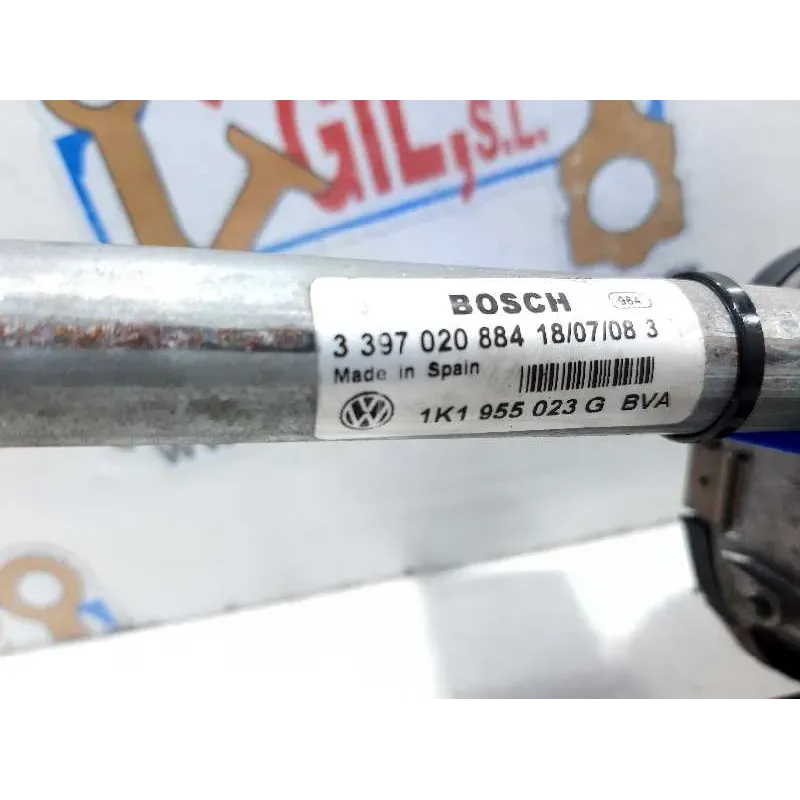 GIL, S.L.
BOSCH 984
3 397 020 884 18/07/08 3
Made in Spain
1K1 955 023 G BVA